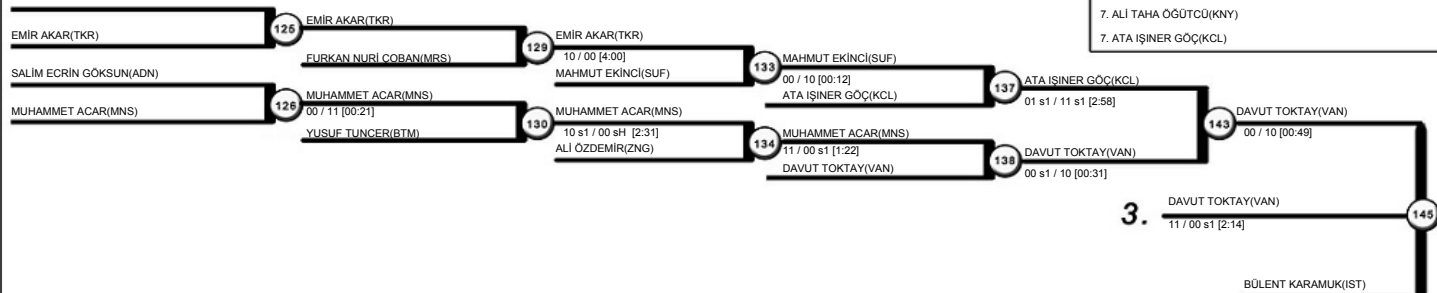 7. ALİ TAHA ÖĞÜTCÜ(KNY)
7. ATA IŞINER GÖÇ(KCL)
EMİR AKAR(TKR)
125
EMİR AKAR(TKR)
FURKAN NURİ ÇOBAN(MRS)
129
EMİR AKAR(TKR)
10 / 00 [4:00]
MAHMUT EKİNCİ(SUF)
133
MAHMUT EKİNCİ(SUF)
00 / 10 [00:12]
ATA IŞINER GÖÇ(KCL)
137
ATA IŞINER GÖÇ(KCL)
01 s1 / 11 s1 [2:58]
SALİM ECRİN GÖKSUN(ADN)
MUHAMMET ACAR(MNS)
126
MUHAMMET ACAR(MNS)
00 / 11 [00:21]
YUSUF TUNCER(BTM)
130
MUHAMMET ACAR(MNS)
10 s1 / 00 sH [2:31]
ALİ ÖZDEMİR(ZNG)
134
MUHAMMET ACAR(MNS)
11 / 00 s1 [1:22]
DAVUT TOKTAY(VAN)
138
DAVUT TOKTAY(VAN)
00 s1 / 10 [00:31]
143
DAVUT TOKTAY(VAN)
00 / 10 [00:49]
3.
DAVUT TOKTAY(VAN)
11 / 00 s1 [2:14]
145
BÜLENT KARAMUK(IST)